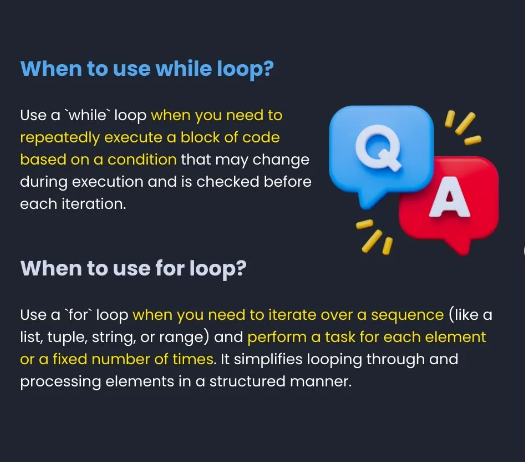 When to use while loop?
Use a `while` loop when you need to
repeatedly execute a block of code
based on a condition that may change
during execution and is checked before
each iteration.
Q
A
When to use for loop?
Use a `for` loop when you need to iterate over a sequence (like a
list, tuple, string, or range) and perform a task for each element
or a fixed number of times. It simplifies looping through and
processing elements in a structured manner.